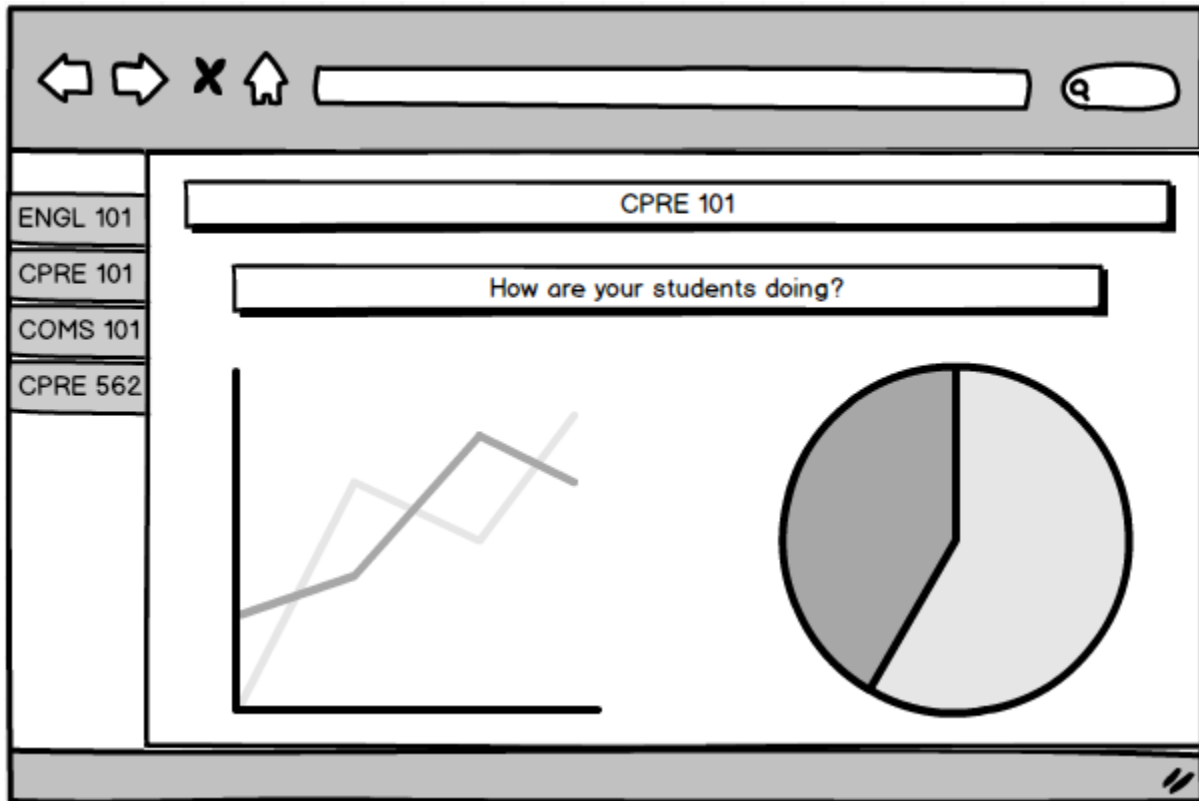 CPRE 101
How are your students doing?
ENGL 101
CPRE 101
COMS 101
CPRE 562